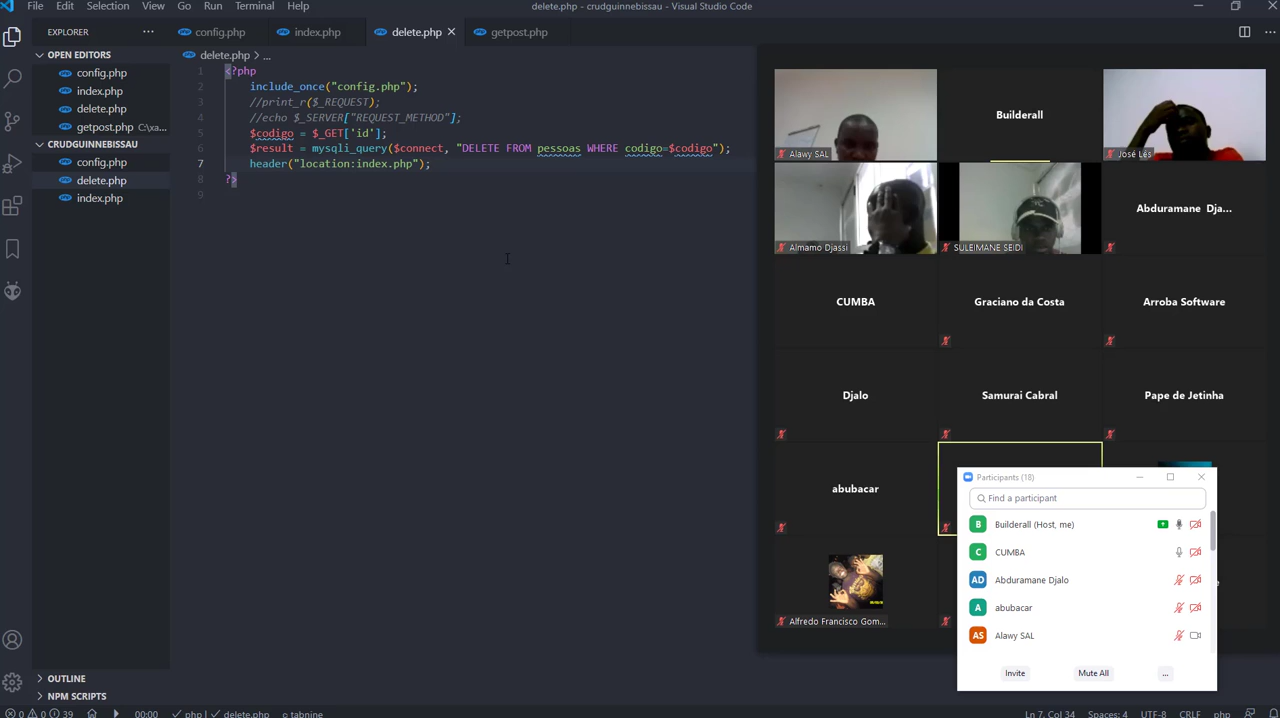 File Edit Selection View Go Run Terminal Help
delete.php - crudguinnebissau - Visual Studio Code
EXPLORER
config.php
index.php
delete.php
getpost.php
OPEN EDITORS
config.php
index.php
delete.php
getpost.php C:\xa...
CRUDGUINNEBISSAU
config.php
delete.php
index.php
OUTLINE
NPM SCRIPTS
delete.php > ...
1 <?php
2 include_once("config.php");
3 //print_r($_REQUEST);
4 //echo $_SERVER["REQUEST_METHOD"];
5 $codigo = $_GET['id'];
6 $result = mysqli_query($connect, "DELETE FROM pessoas WHERE codigo=$codigo");
7 header("location:index.php");
8 ?>
9
Alawy SAL
Builderall
José Lés
Almamo Djassi
SULEIMANE SEIDI
Abduramane Dja...
CUMBA
Graciano da Costa
Arroba Software
Djalo
Samurai Cabral
Pape de Jetinha
abubacar
Alfredo Francisco Gom...
Participants (18)
Find a participant
B Builderall (Host, me)
C CUMBA
AD Abduramane Djalo
A abubacar
AS Alawy SAL
Invite
Mute All
...
0 0 39 00:00 php | delete.php tabnine
Ln 7, Col 34 Spaces: 4 UTF-8 CRLF php